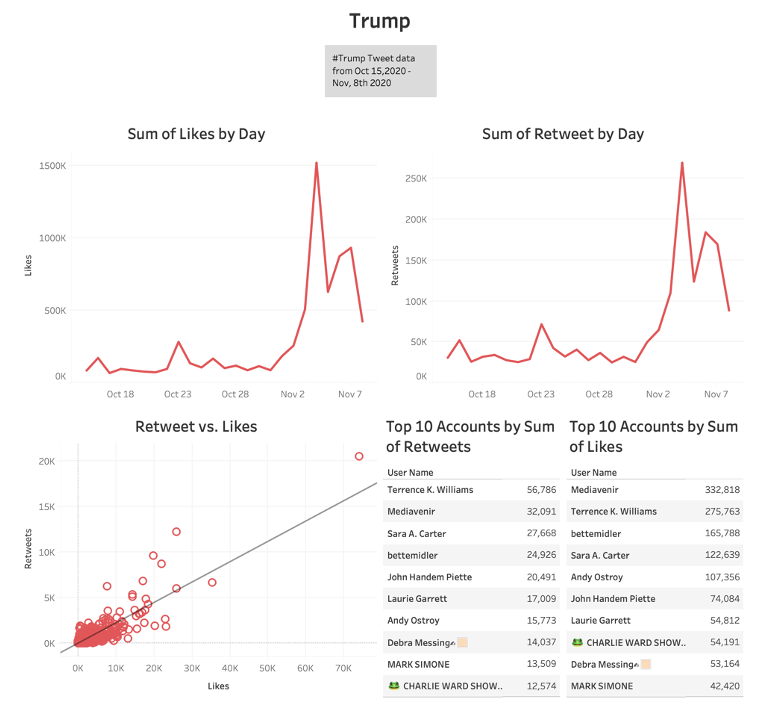 Trump
#Trump Tweet data
from Oct 15,2020 -
Nov, 8th 2020
Sum of Likes by Day
1500K
1000K
500K
0K
Likes
Oct 18
Oct 23
Oct 28
Nov 2
Nov 7
Sum of Retweet by Day
250K
200K
150K
100K
50K
0K
Retweets
Oct 18
Oct 23
Oct 28
Nov 2
Nov 7
Retweet vs. Likes
20K
15K
10K
5K
0K
Retweets
0K
10K
20K
30K
40K
50K
60K
70K
Likes
Top 10 Accounts by Sum
of Retweets
User Name
Terrence K. Williams 56,786
Mediavenir 32,091
Sara A. Carter 27,668
bettemidler 24,926
John Handem Piette 20,491
Laurie Garrett 17,009
Andy Ostroy 15,773
Debra Messing 14,037
MARK SIMONE 13,509
🐸 CHARLIE WARD SHOW.. 12,574
Top 10 Accounts by Sum
of Likes
User Name
Mediavenir 332,818
Terrence K. Williams 275,763
bettemidler 165,788
Sara A. Carter 122,639
Andy Ostroy 107,356
John Handem Piette 74,084
Laurie Garrett 54,812
🐸 CHARLIE WARD SHOW.. 54,191
Debra Messing 53,164
MARK SIMONE 42,420